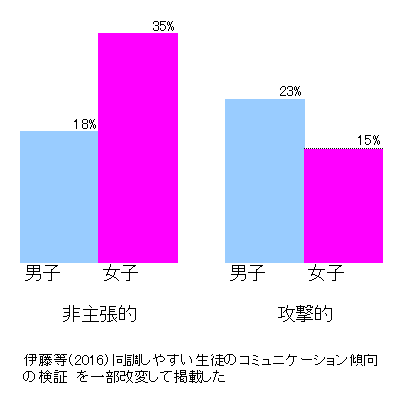 35%
18%
23%
15%
男子 女子 男子 女子
非主張的 攻撃的
伊藤等(2016)同調しやすい生徒のコミュニケーション傾向
の検証 を一部改変して掲載した